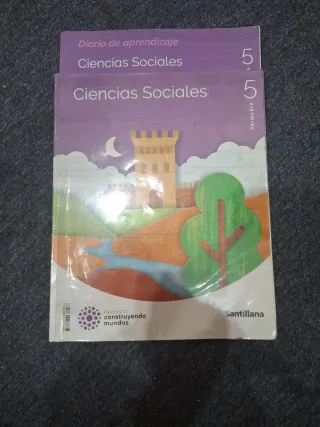 Diario de aprendizaje
Ciencias Sociales
5
Ciencias Sociales
5
PRIMARIA
construyendo
mundos
Santillana